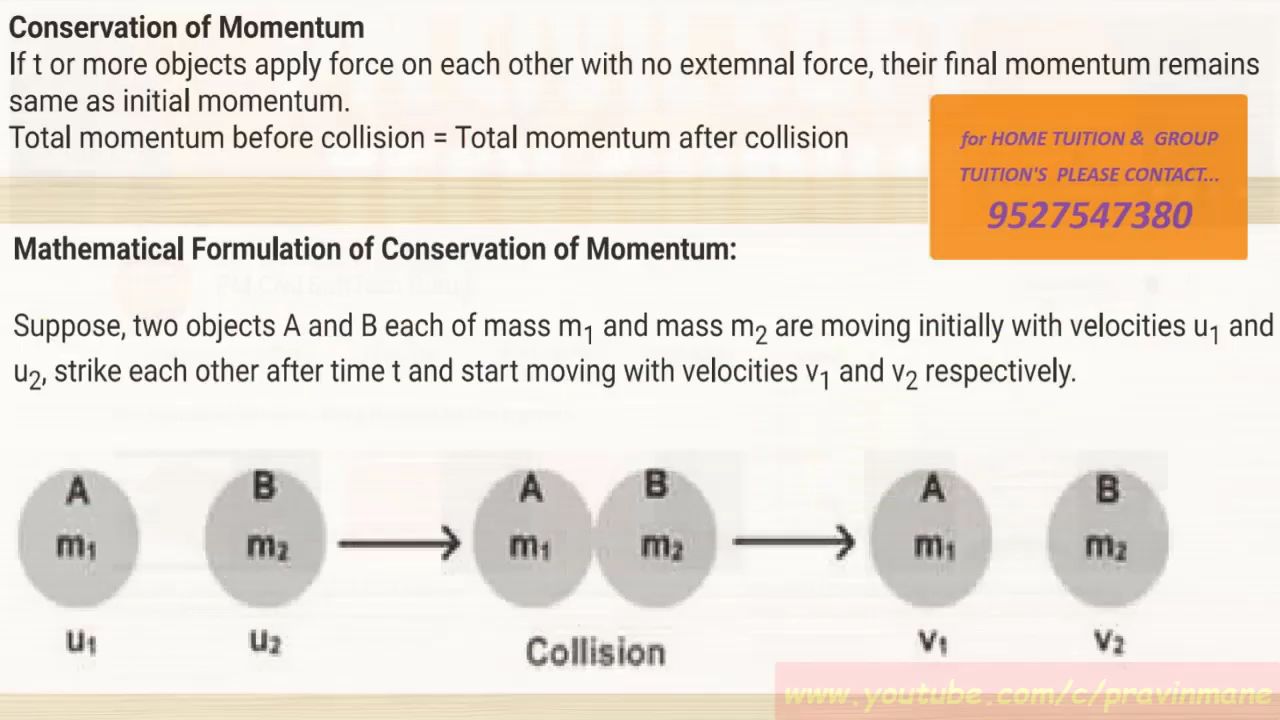 Conservation of Momentum
If t or more objects apply force on each other with no extemnal force, their final momentum remains
same as initial momentum.
Total momentum before collision = Total momentum after collision
for HOME TUITION & GROUP
TUITION'S PLEASE CONTACT...
9527547380
Mathematical Formulation of Conservation of Momentum:
Suppose, two objects A and B each of mass m₁ and mass m₂ are moving initially with velocities u₁ and
u₂, strike each other after time t and start moving with velocities v₁ and v₂ respectively.
A B A B A B
m₁ m₂ m₁ m₂ m₁ m₂
u₁ u₂ Collision v₁ v₂
www.youtube.com/c/pravinmane